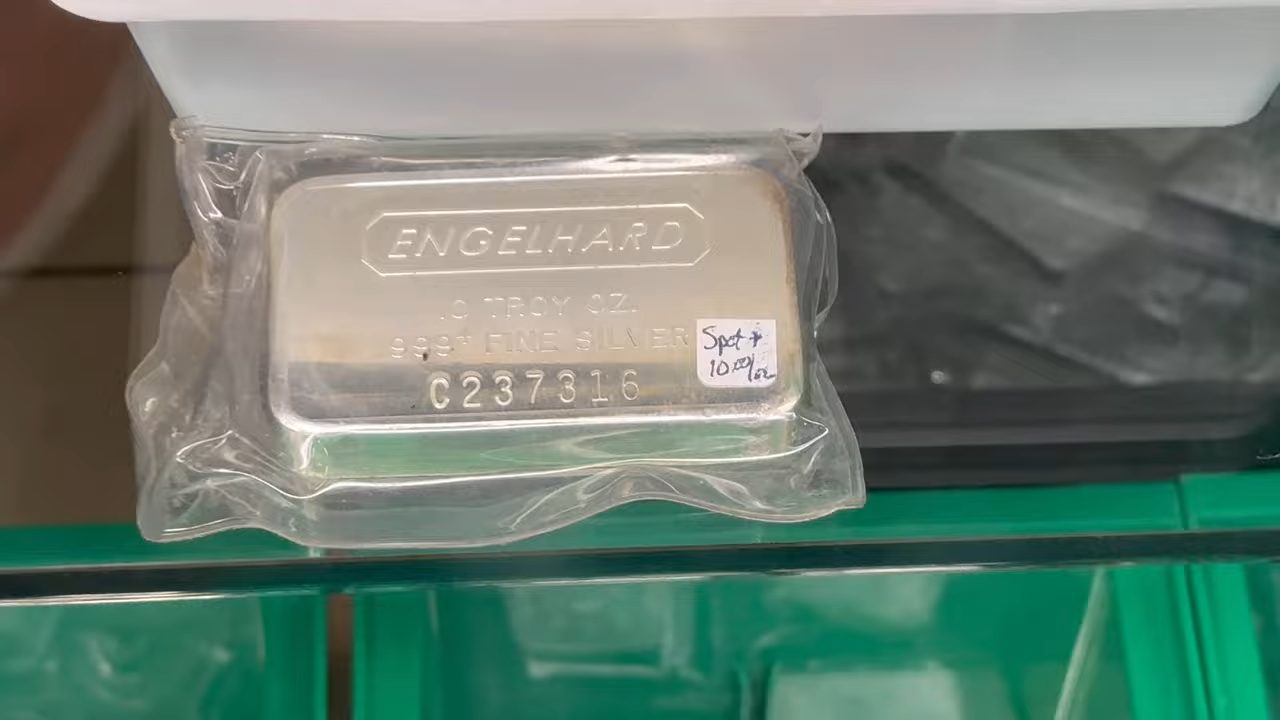 ENGELHARD
10 TROY OZ.
999+ FINE SILVER
C237316
Spot +
10.00/oz